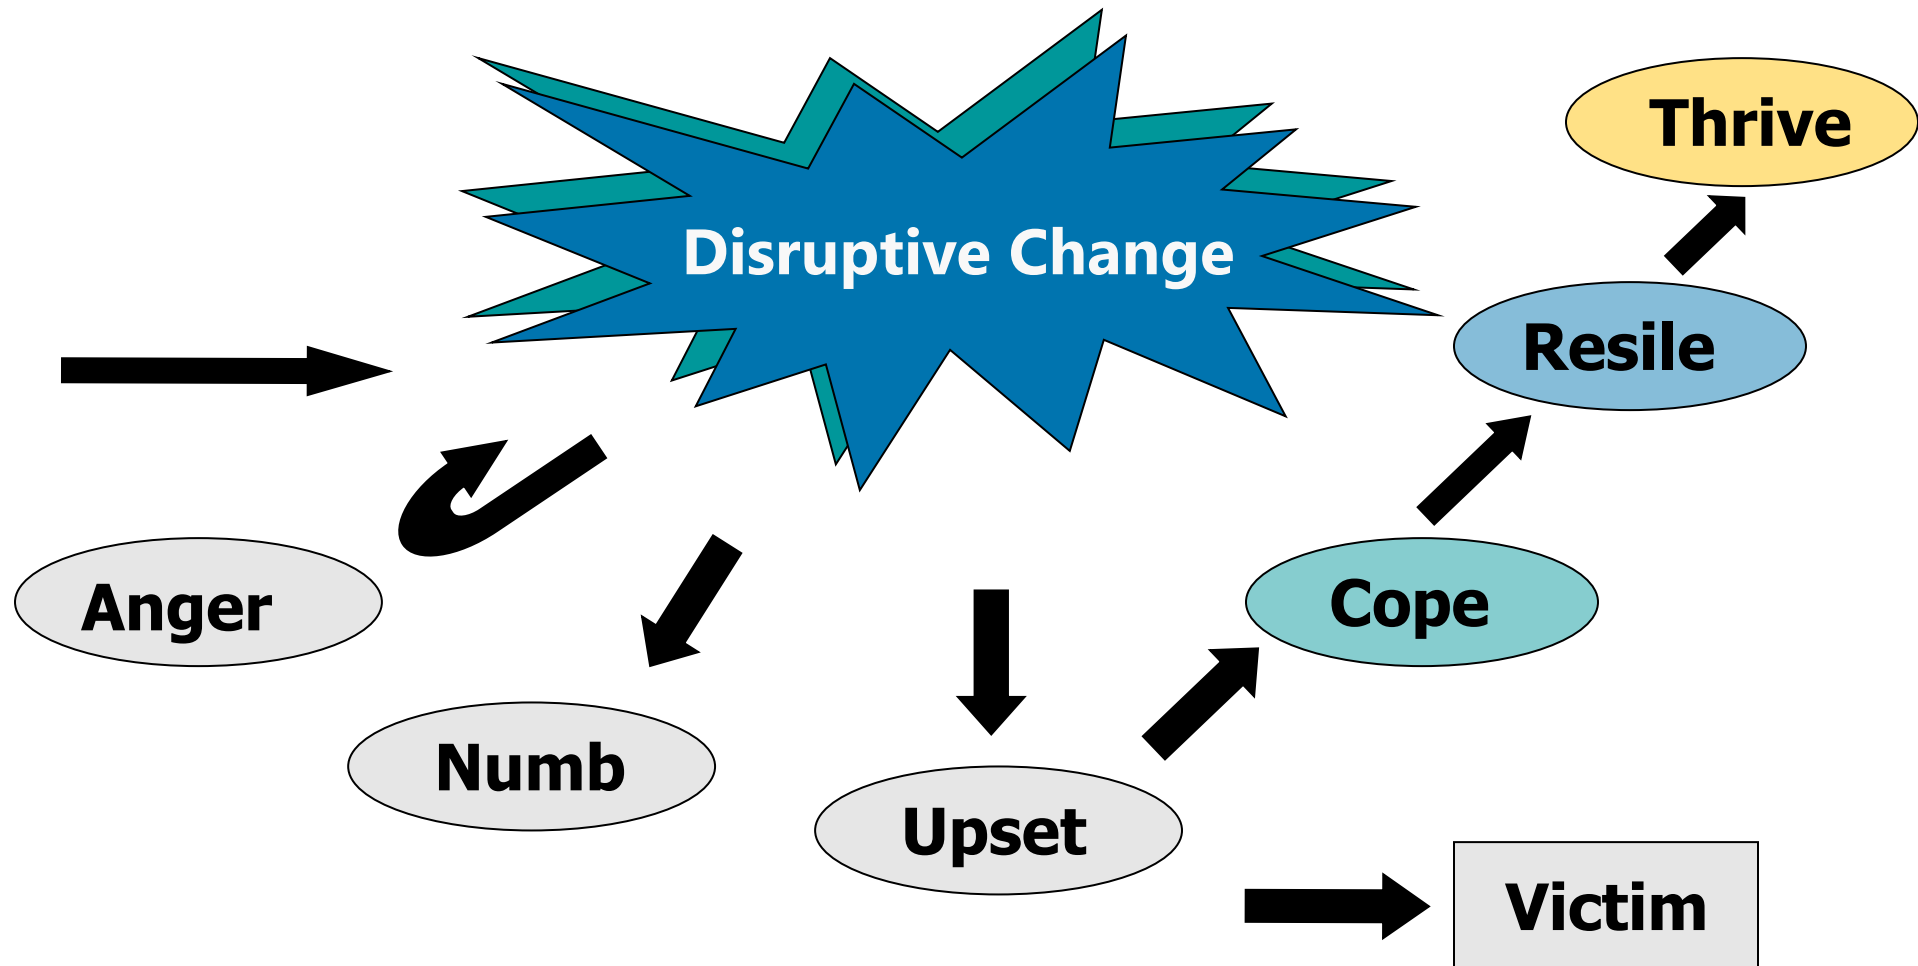 Disruptive Change
Thrive
Resile
Cope
Anger
Numb
Upset
Victim